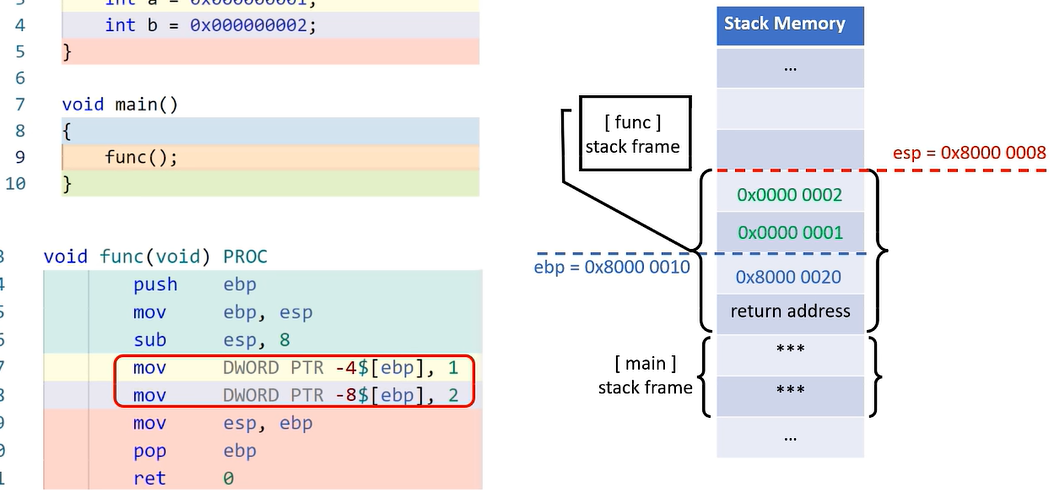 3 int a = 0x000000001;
4 int b = 0x000000002;
5 }
6
7 void main()
8 {
9 func();
10 }
3 void func(void) PROC
4 push ebp
5 mov ebp, esp
6 sub esp, 8
7 mov DWORD PTR -4$[ebp], 1
8 mov DWORD PTR -8$[ebp], 2
9 mov esp, ebp
0 pop ebp
1 ret 0
Stack Memory
...
[ func ]
stack frame
esp = 0x8000 0008
0x0000 0002
0x0000 0001
ebp = 0x8000 0010
0x8000 0020
return address
[ main ]
stack frame
***
***
...